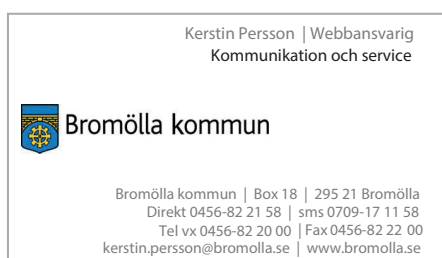 Kerstin Persson | Webbansvarig
Kommunikation och service
Bromölla kommun
Bromölla kommun | Box 18 | 295 21 Bromölla
Direkt 0456-82 21 58 | sms 0709-17 11 58
Tel vx 0456-82 20 00 | Fax 0456-82 22 00
kerstin.persson@bromolla.se | www.bromolla.se